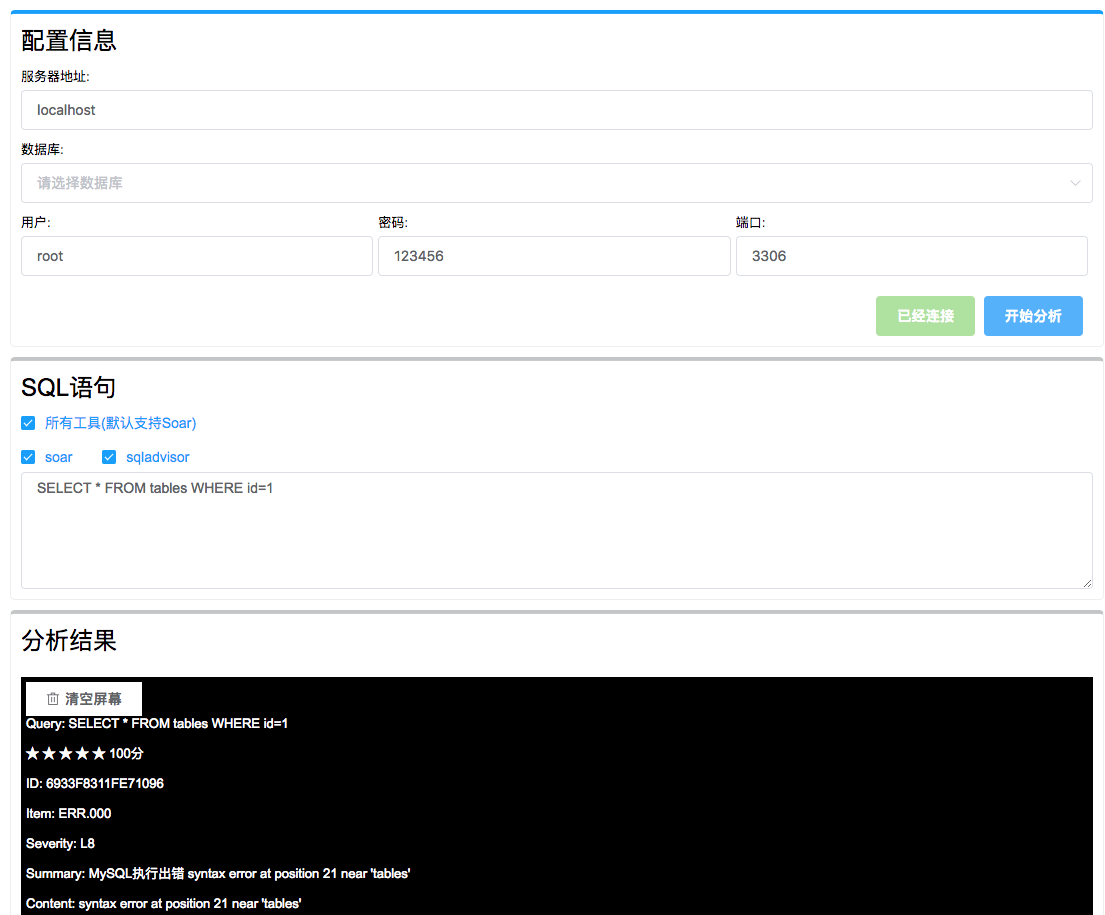 配置信息
服务器地址:
localhost
数据库:
请选择数据库
用户: 密码: 端口:
root 123456 3306
已经连接 开始分析
SQL语句
所有工具(默认支持Soar)
soar sqladvisor
SELECT * FROM tables WHERE id=1
分析结果
清空屏幕
Query: SELECT * FROM tables WHERE id=1
★★★★★ 100分
ID: 6933F8311FE71096
Item: ERR.000
Severity: L8
Summary: MySQL执行出错 syntax error at position 21 near 'tables'
Content: syntax error at position 21 near 'tables'